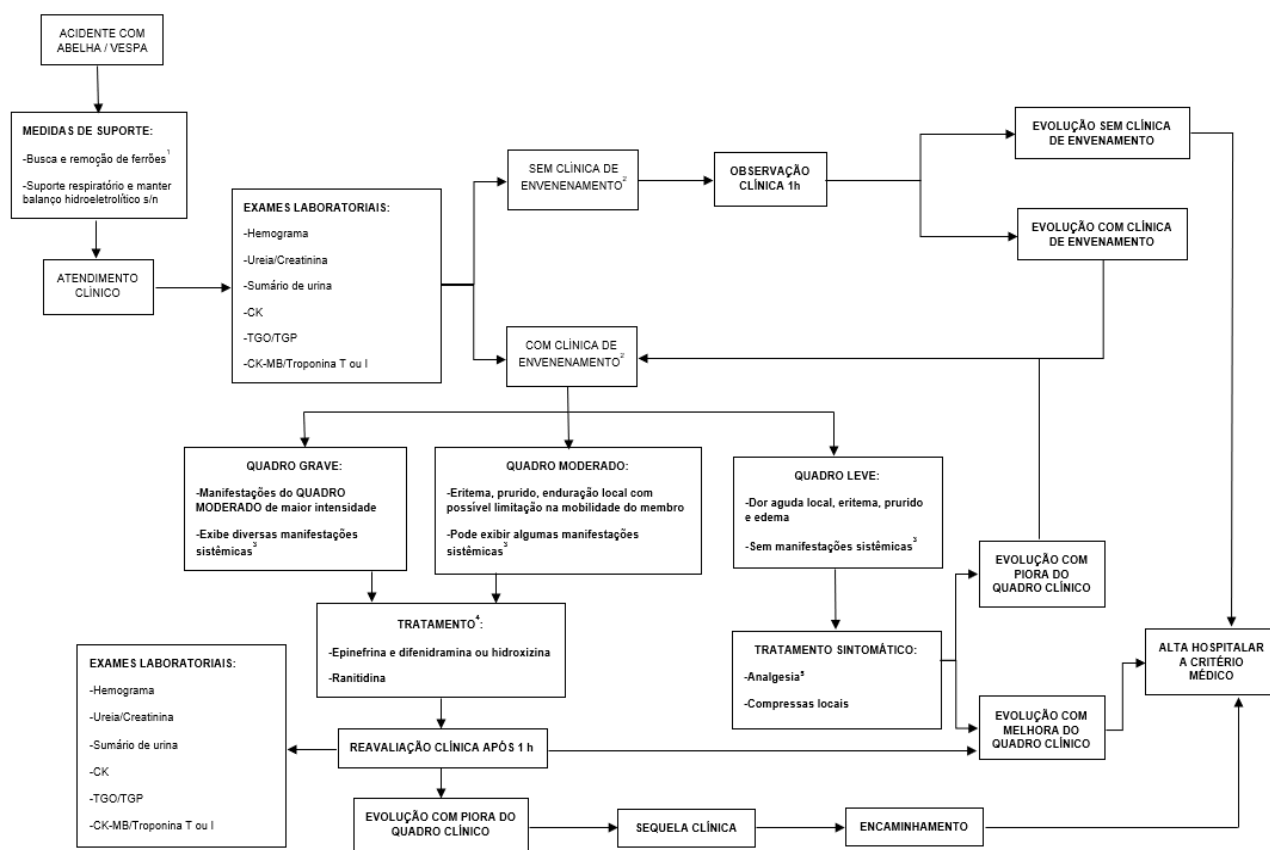 ACIDENTE COM
ABELHA / VESPA
MEDIDAS DE SUPORTE:
-Busca e remoção de ferrões¹
-Suporte respiratório e manter
balanço hidroeletrolítico s/n
ATENDIMENTO
CLÍNICO
EXAMES LABORATORIAIS:
-Hemograma
-Ureia/Creatinina
-Sumário de urina
-CK
-TGO/TGP
-CK-MB/Troponina T ou I
SEM CLÍNICA DE
ENVENENAMENTO²
OBSERVAÇÃO
CLÍNICA 1h
EVOLUÇÃO SEM CLÍNICA
DE ENVENAMENTO
EVOLUÇÃO COM CLÍNICA
DE ENVENAMENTO
COM CLÍNICA DE
ENVENENAMENTO²
QUADRO GRAVE:
-Manifestações do QUADRO
MODERADO de maior intensidade
-Exibe diversas manifestações
sistêmicas³
QUADRO MODERADO:
-Eritema, prurido, enduração local com
possível limitação na mobilidade do membro
-Pode exibir algumas manifestações
sistêmicas³
QUADRO LEVE:
-Dor aguda local, eritema, prurido
e edema
-Sem manifestações sistêmicas³
EVOLUÇÃO COM
PIORA DO
QUADRO CLÍNICO
TRATAMENTO⁴:
-Epinefrina e difenidramina ou hidroxizina
-Ranitidina
TRATAMENTO SINTOMÁTICO:
-Analgesia⁵
-Compressas locais
ALTA HOSPITALAR
A CRITÉRIO
MÉDICO
EXAMES LABORATORIAIS:
-Hemograma
-Ureia/Creatinina
-Sumário de urina
-CK
-TGO/TGP
-CK-MB/Troponina T ou I
REAVALIAÇÃO CLÍNICA APÓS 1 h
EVOLUÇÃO COM
MELHORA DO
QUADRO CLÍNICO
EVOLUÇÃO COM PIORA DO
QUADRO CLÍNICO
SEQUELA CLÍNICA
ENCAMINHAMENTO